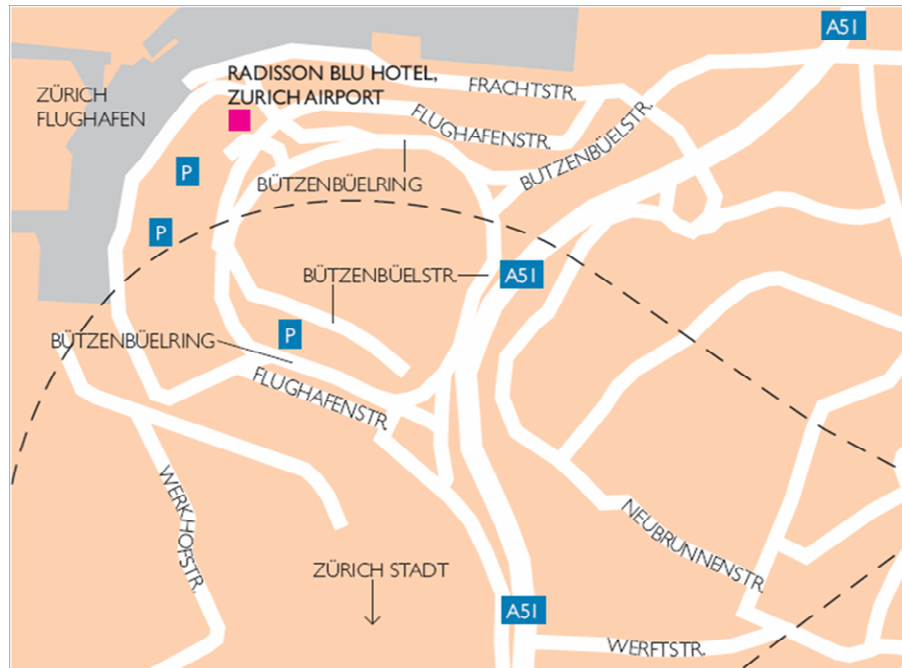 A51
RADISSON BLU HOTEL,
ZURICH AIRPORT
ZÜRICH
FLUGHAFEN
FRACHTSTR.
FLUGHAFENSTR.
BÜTZENBÜELSTR.
P
BÜTZENBÜELRING
P
BÜTZENBÜELSTR.
A51
P
BÜTZENBÜELRING
FLUGHAFENSTR.
WERKHOFSTR.
NEUBRUNNENSTR.
ZÜRICH STADT
A51
WERFTSTR.